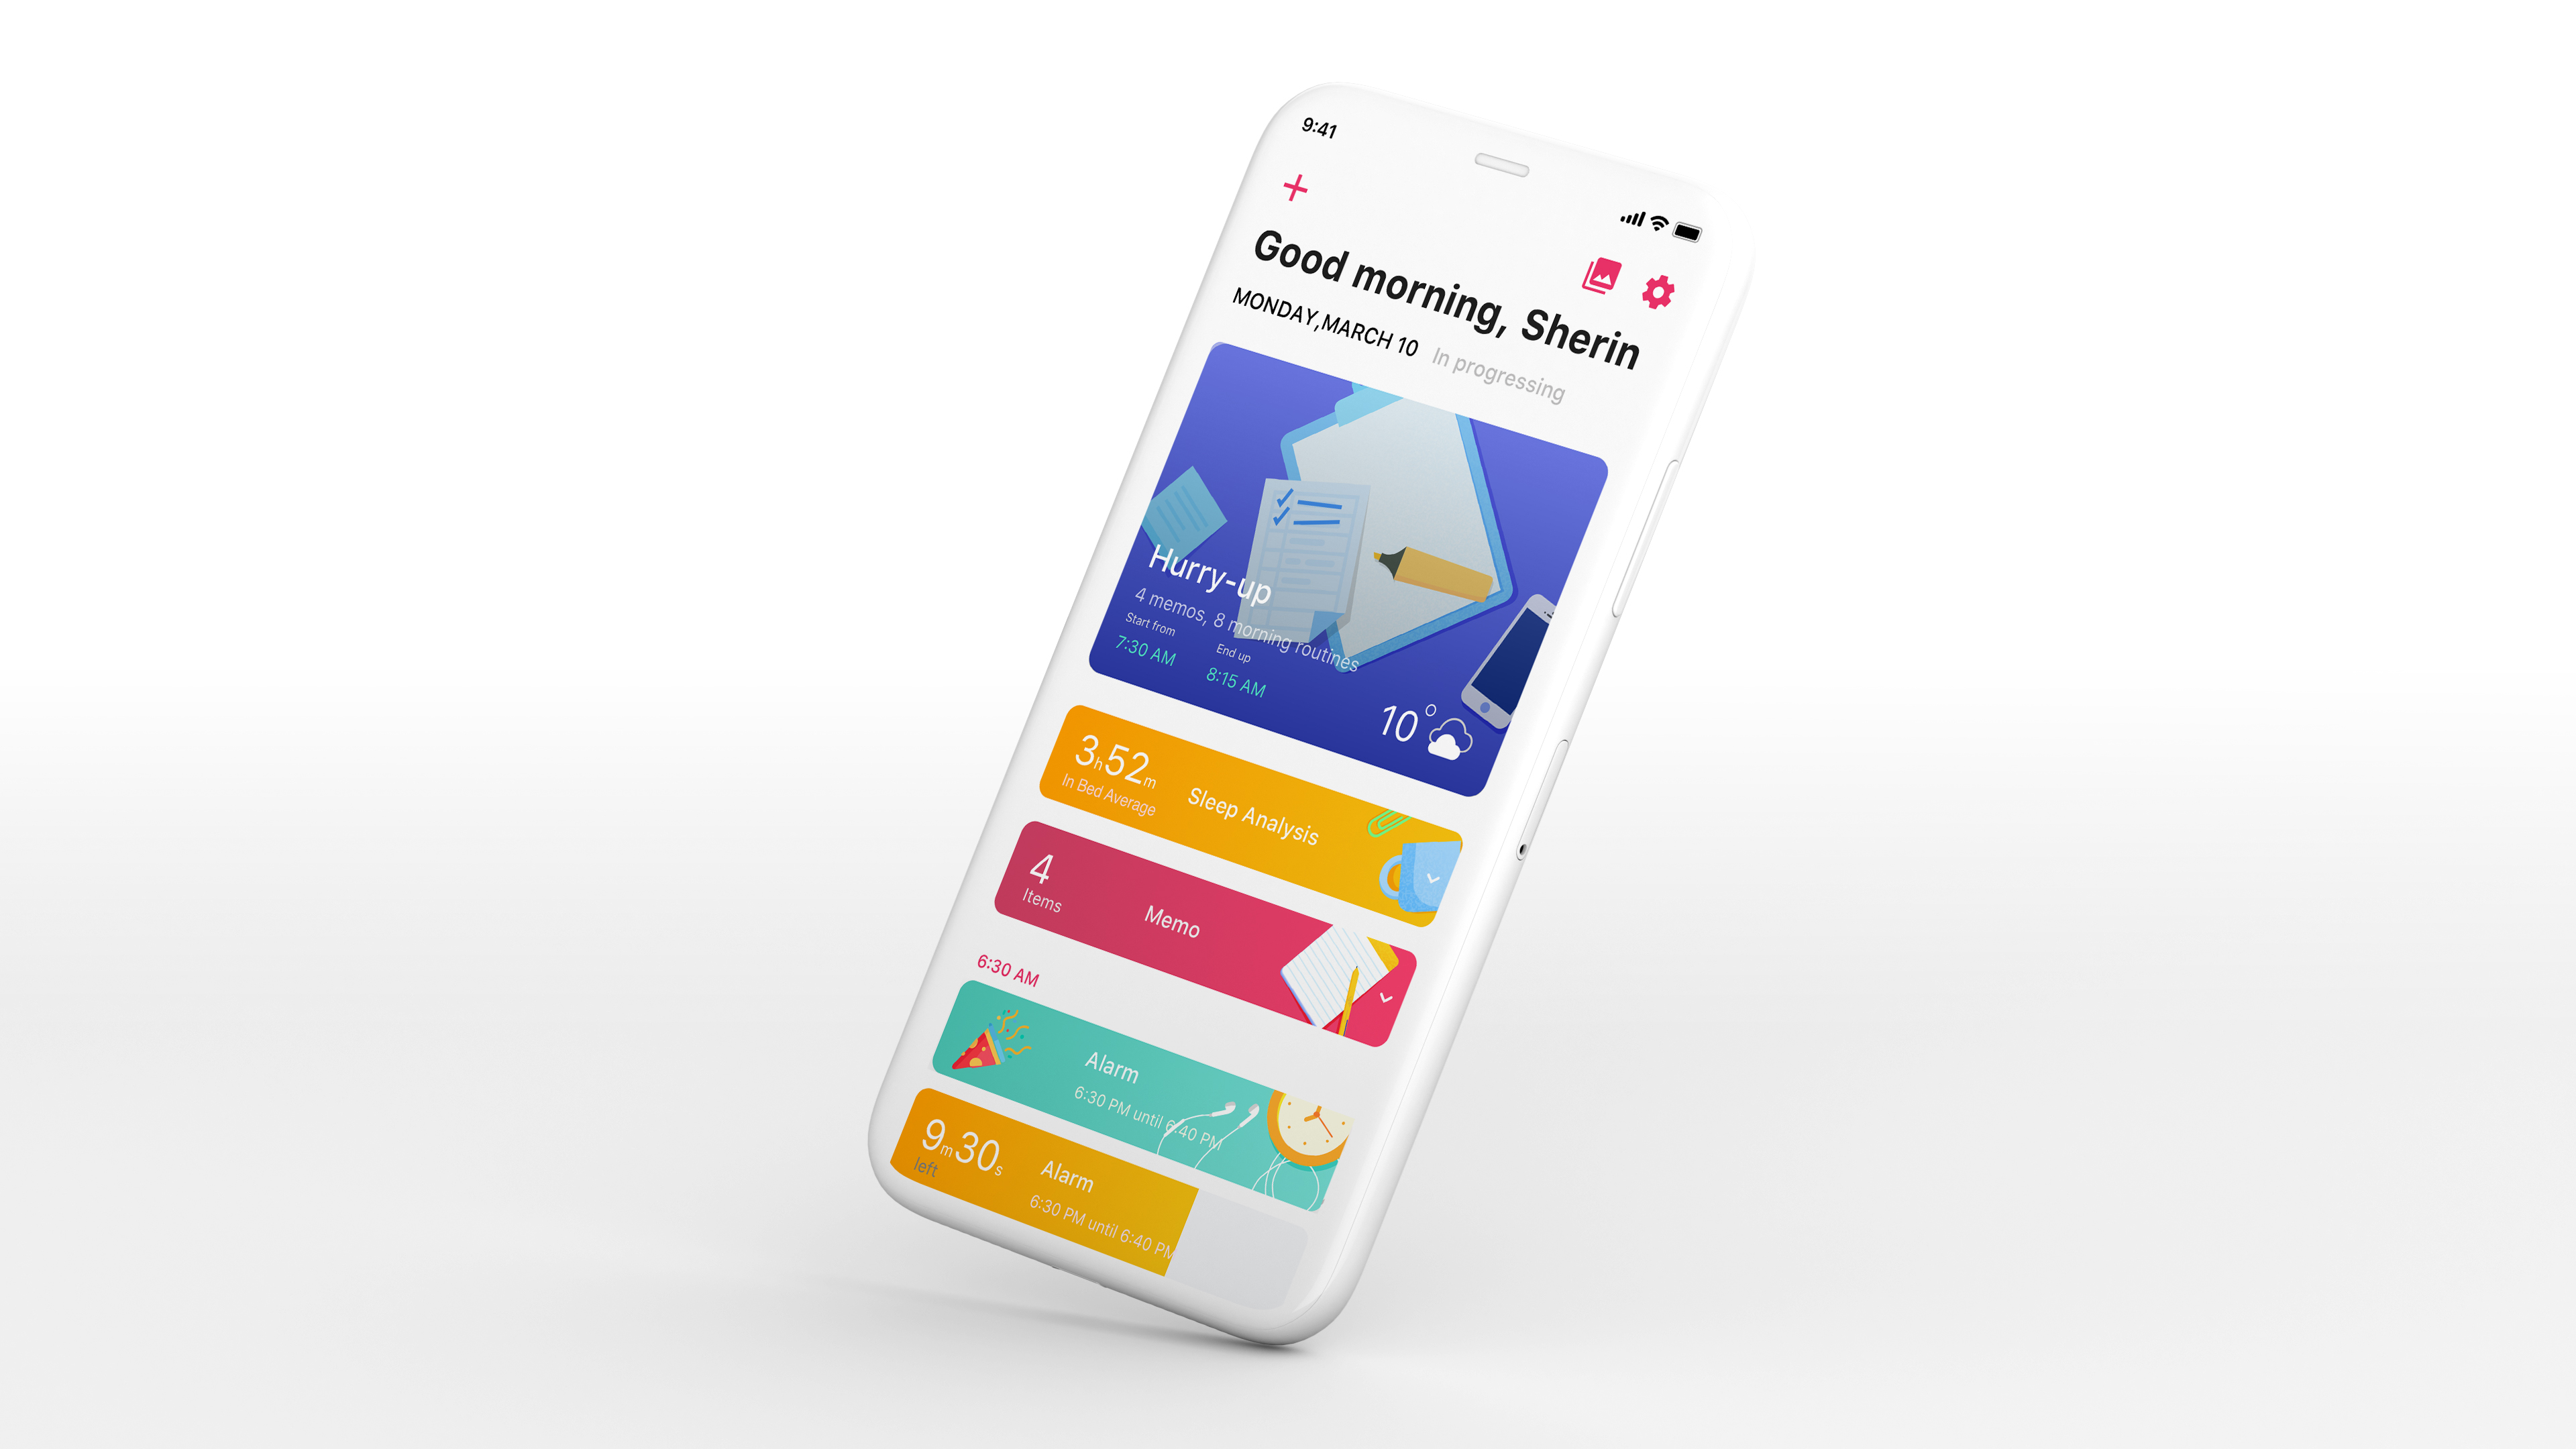 9:41
Good morning, Sherin
MONDAY,MARCH 10 In progressing
Hurry-up
4 memos, 8 morning routines
Start from End up
7:30 AM 8:15 AM
10°
3h52m
In Bed Average
Sleep Analysis
4
Items
Memo
6:30 AM
Alarm
6:30 PM until 6:40 PM
9m30s
left
Alarm
6:30 PM until 6:40 PM